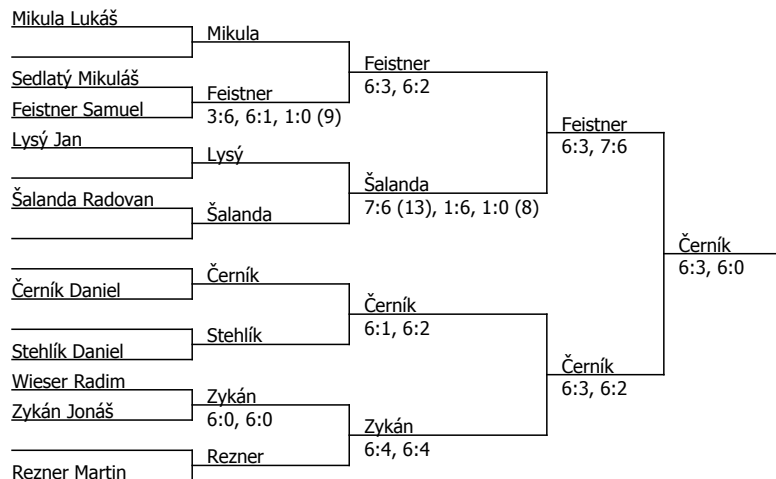 Mikula Lukáš
Mikula
Feistner
6:3, 6:2
Sedlatý Mikuláš
Feistner
3:6, 6:1, 1:0 (9)
Feistner Samuel
Feistner
6:3, 7:6
Lysý Jan
Lysý
Šalanda
7:6 (13), 1:6, 1:0 (8)
Šalanda Radovan
Šalanda
Černík
6:3, 6:0
Černík
Černík Daniel
Černík
6:1, 6:2
Stehlík
Stehlík Daniel
Černík
6:3, 6:2
Wieser Radim
Zykán
6:0, 6:0
Zykán Jonáš
Zykán
6:4, 6:4
Rezner
Rezner Martin